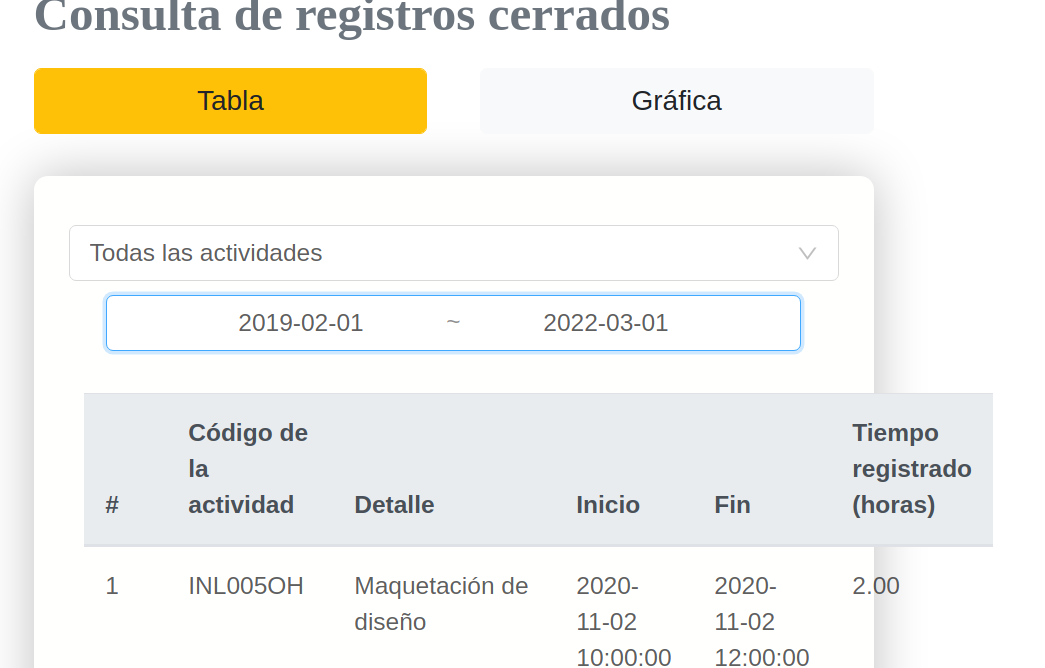 Consulta de registros cerrados
Tabla
Gráfica
Todas las actividades
2019-02-01 ~ 2022-03-01
Código de
la
actividad
#
Detalle
Inicio
Fin
Tiempo
registrado
(horas)
1 INL005OH Maquetación de 2020- 2020- 2.00
diseño 11-02 11-02
10:00:00 12:00:00